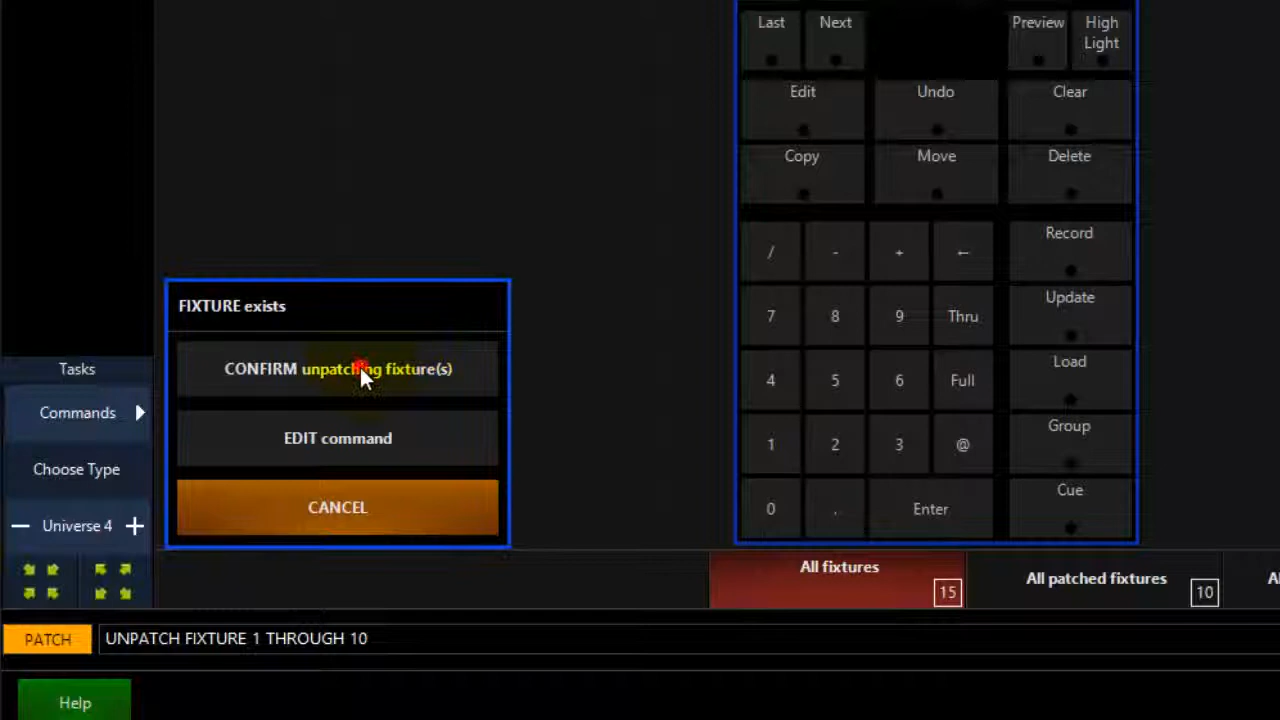 Last
Next
Preview
High
Light
Edit
Undo
Clear
Copy
Move
Delete
/
-
+
←
Record
7
8
9
Thru
Update
4
5
6
Full
Load
1
2
3
@
Group
0
.
Enter
Cue
FIXTURE exists
CONFIRM unpatching fixture(s)
EDIT command
CANCEL
Tasks
Commands
Choose Type
— Universe 4 +
All fixtures
15
All patched fixtures
10
PATCH
UNPATCH FIXTURE 1 THROUGH 10
Help